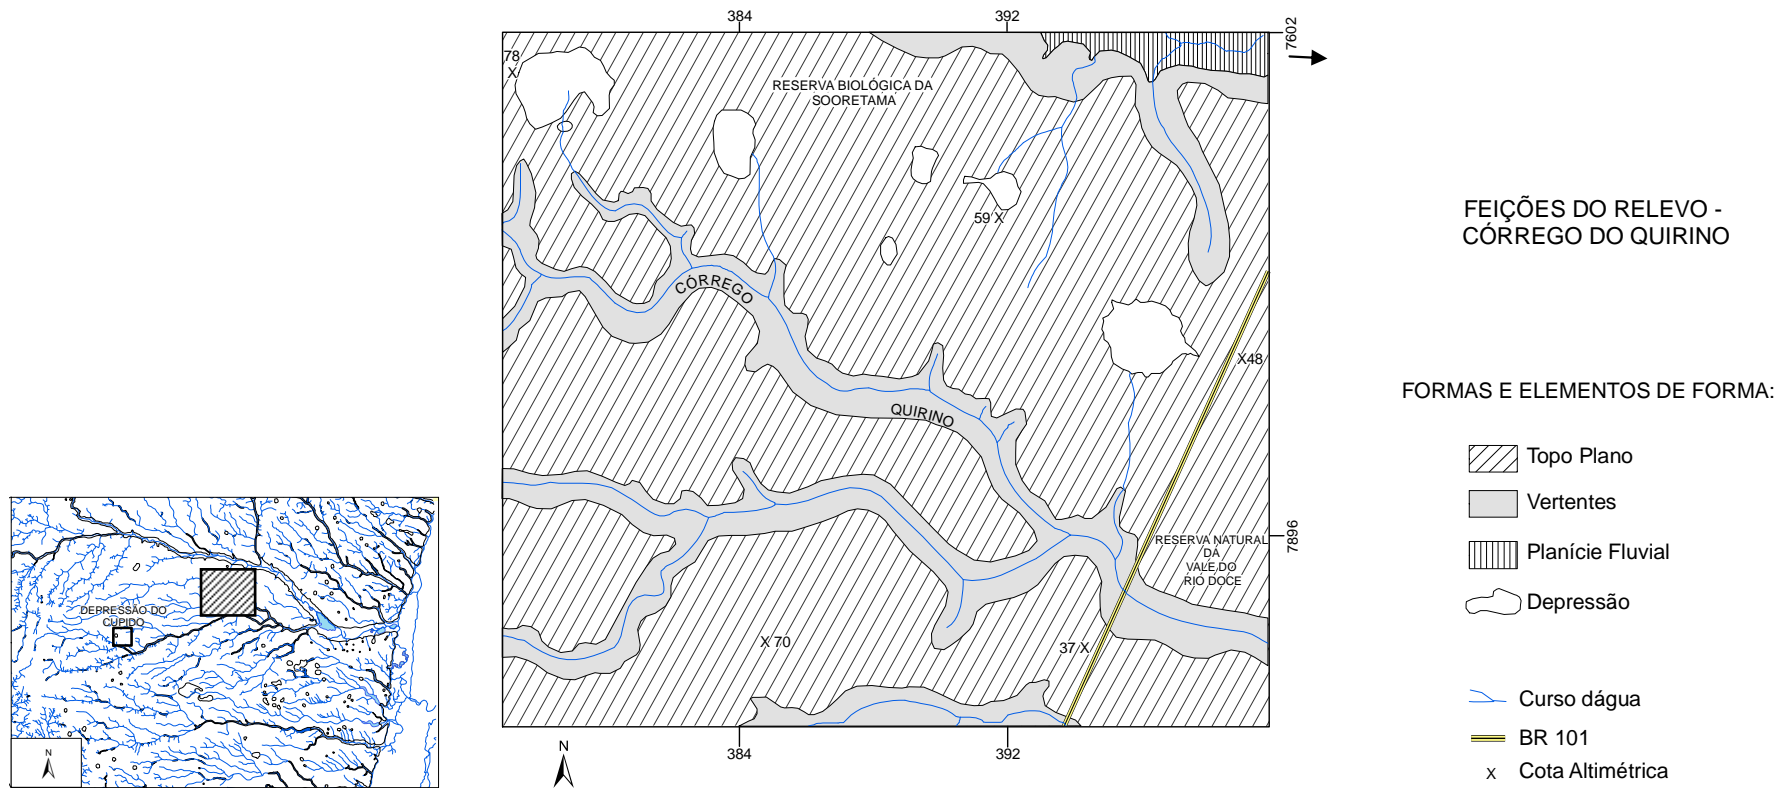 384
392
7602
78
X
RESERVA BIOLÓGICA DA
SOORETAMA
59 X
CÓRREGO
QUIRINO
X48
7896
RESERVA NATURAL
DA
VALE DO
RIO DOCE
X 70
37 X
384
392
N
DEPRESSÃO DO
CUPIDO
N
FEIÇÕES DO RELEVO -
CÓRREGO DO QUIRINO
FORMAS E ELEMENTOS DE FORMA:
Topo Plano
Vertentes
Planície Fluvial
Depressão
Curso dágua
BR 101
X Cota Altimétrica